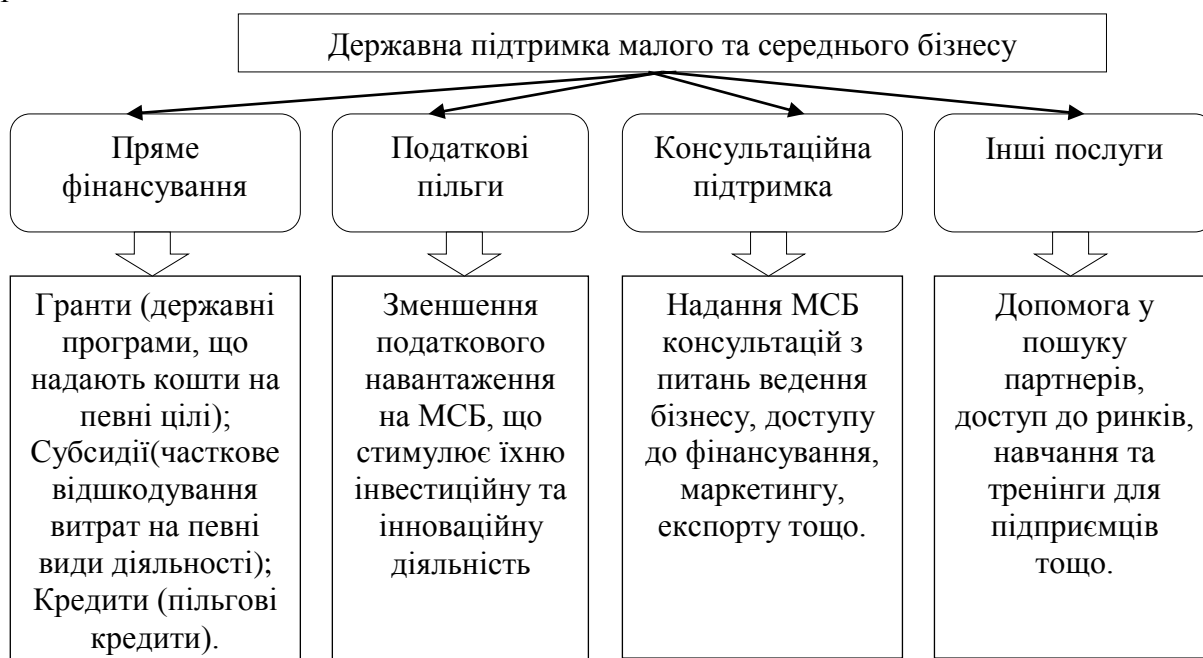 Державна підтримка малого та середнього бізнесу
Пряме
фінансування
Податкові
пільги
Консультаційна
підтримка
Інші послуги
Гранти (державні
програми, що
надають кошти на
певні цілі);
Субсидії(часткове
відшкодування
витрат на певні
види діяльності);
Кредити (пільгові
кредити).
Зменшення
податкового
навантаження
на МСБ, що
стимулює їхню
інвестиційну та
інноваційну
діяльність
Надання МСБ
консультацій з
питань ведення
бізнесу, доступу
до фінансування,
маркетингу,
експорту тощо.
Допомога у
пошуку
партнерів,
доступ до ринків,
навчання та
тренінги для
підприємців
тощо.